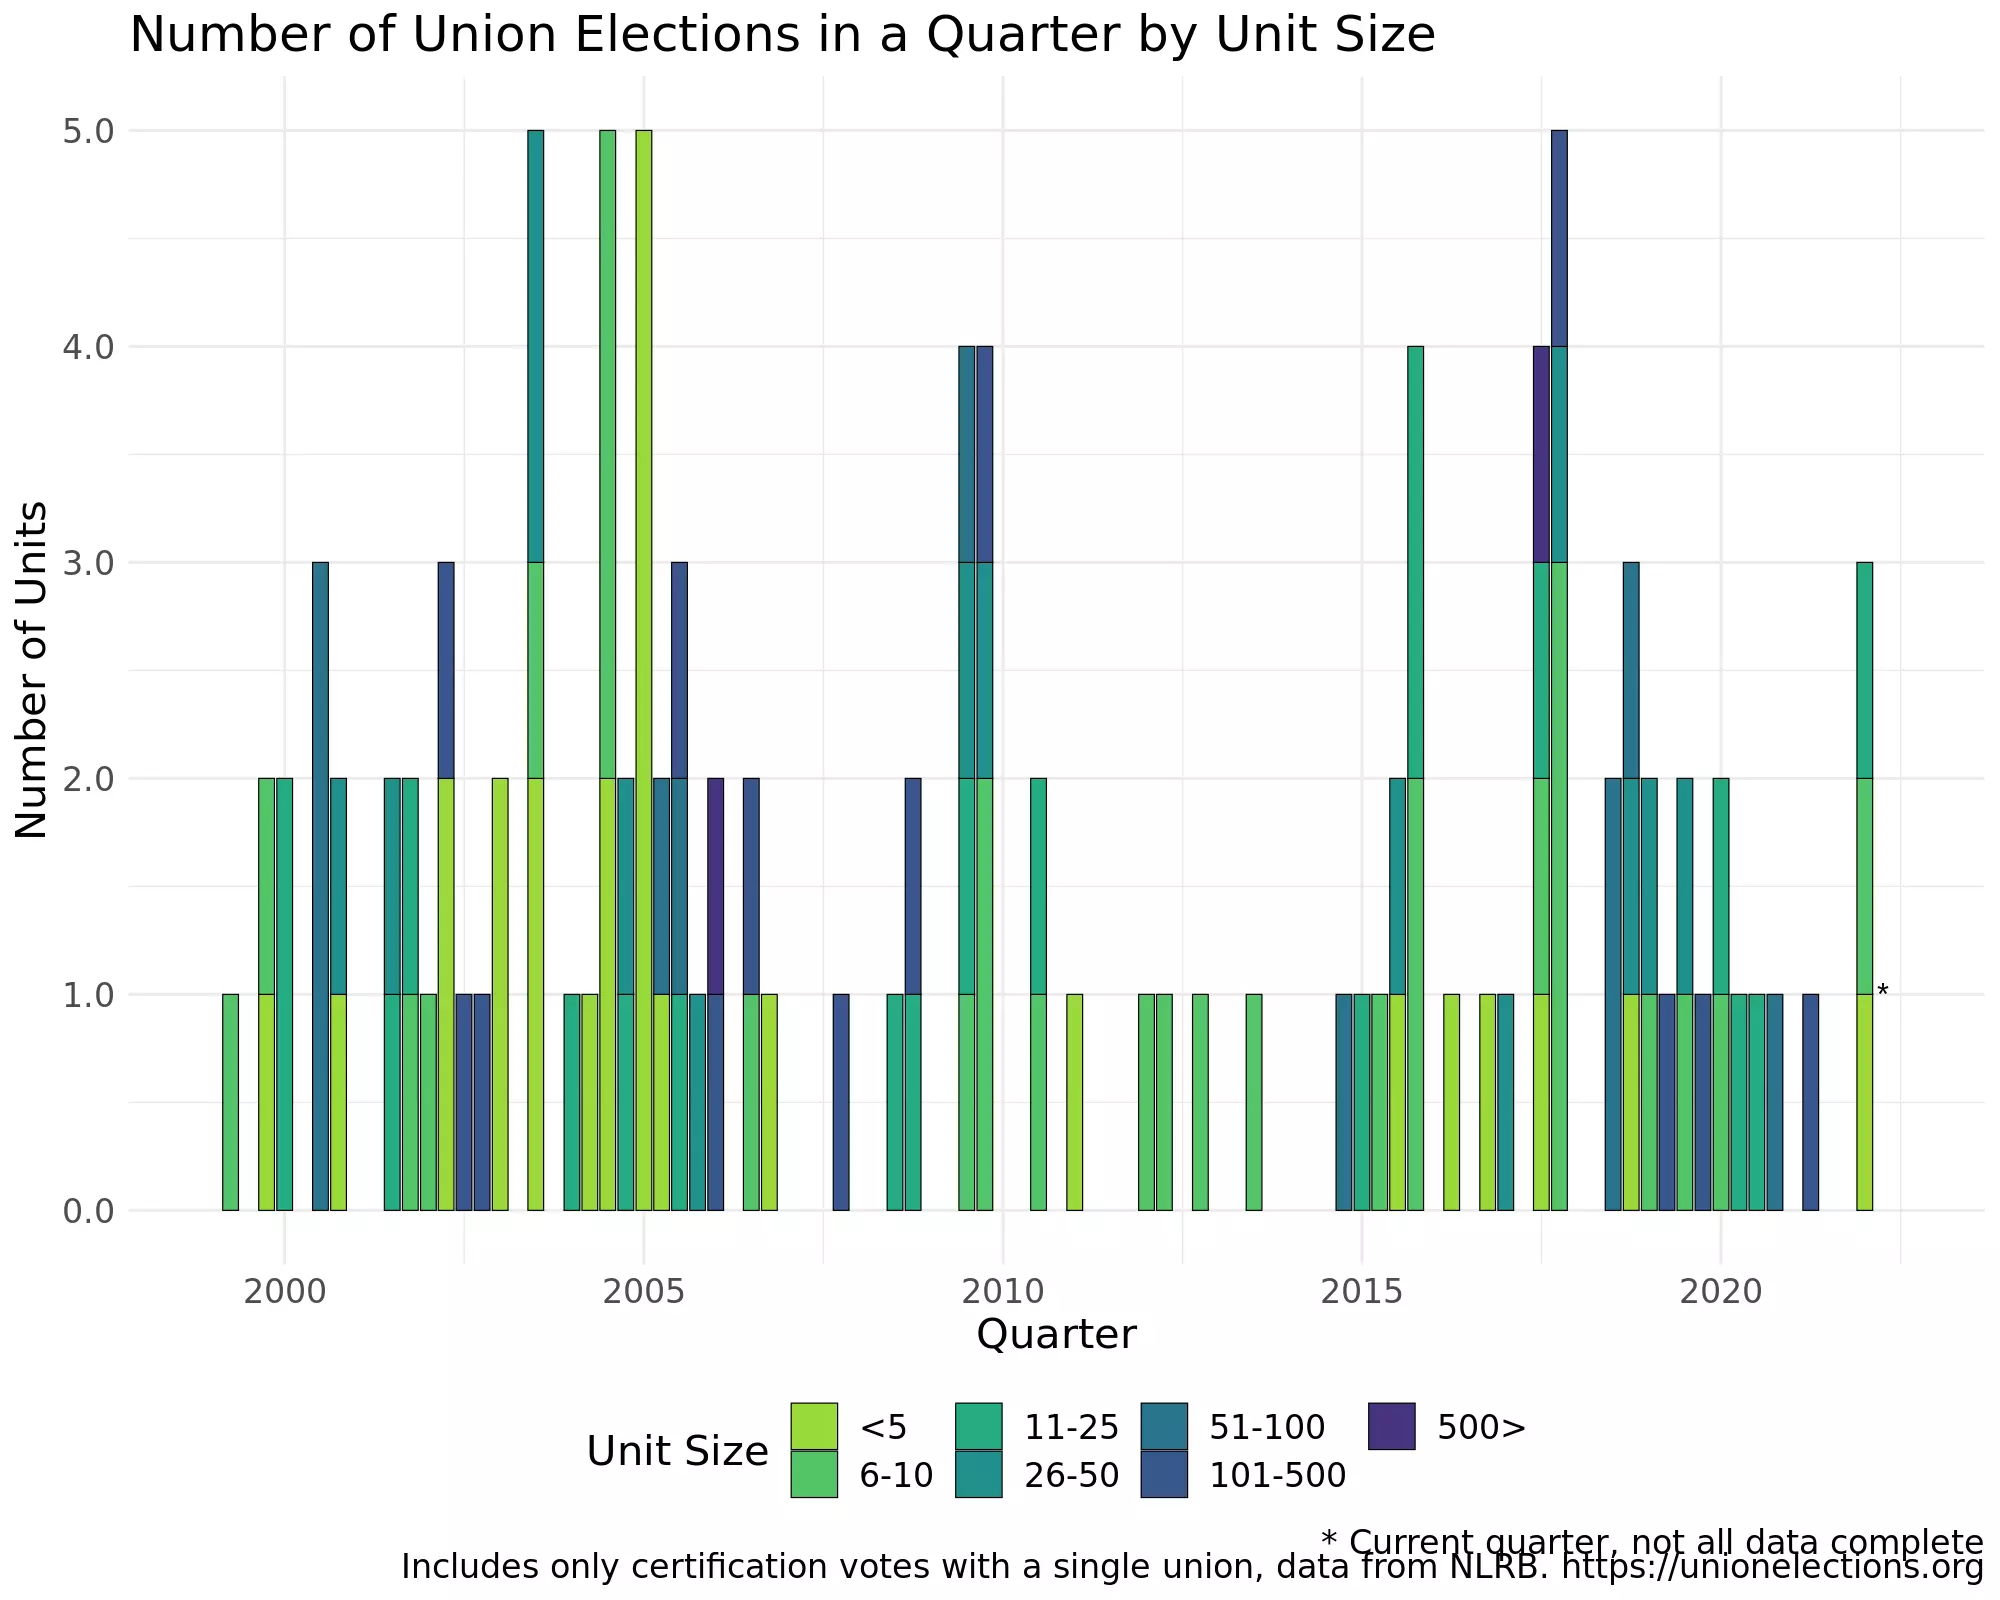 Number of Union Elections in a Quarter by Unit Size
Number of Units
5.0
4.0
3.0
2.0
1.0
0.0
*
2000 2005 2010 2015 2020
Quarter
Unit Size
<5 11-25 51-100 500>
6-10 26-50 101-500
* Current quarter, not all data complete
Includes only certification votes with a single union, data from NLRB. https://unionelections.org